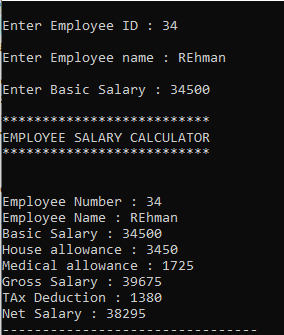 Enter Employee ID : 34
Enter Employee name : REhman
Enter Basic Salary : 34500
**************************
EMPLOYEE SALARY CALCULATOR
**************************
Employee Number : 34
Employee Name : REhman
Basic Salary : 34500
House allowance : 3450
Medical allowance : 1725
Gross Salary : 39675
TAx Deduction : 1380
Net Salary : 38295
--------------------------------